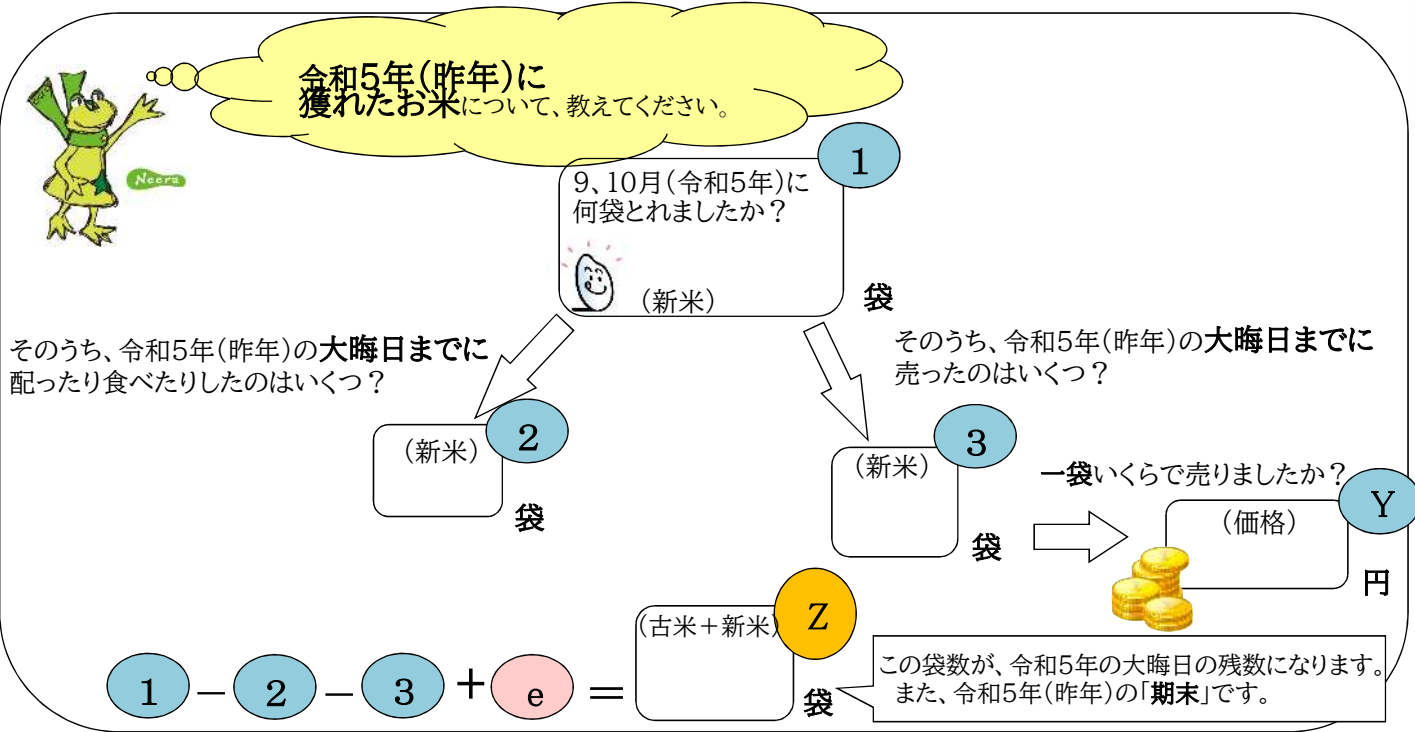 令和5年(昨年)に
獲れたお米について、教えてください。
Neeru
1
9、10月(令和5年)に
何袋とれましたか?
(新米)
袋
そのうち、令和5年(昨年)の大晦日までに
配ったり食べたりしたのはいくつ?
(新米)
2
袋
そのうち、令和5年(昨年)の大晦日までに
売ったのはいくつ?
(新米)
3
袋
一袋いくらで売りましたか?
(価格)
Y
円
1-2-3+e=
(古米+新米)
Z
袋
この袋数が、令和5年の大晦日の残数になります。
また、令和5年(昨年)の「期末」です。